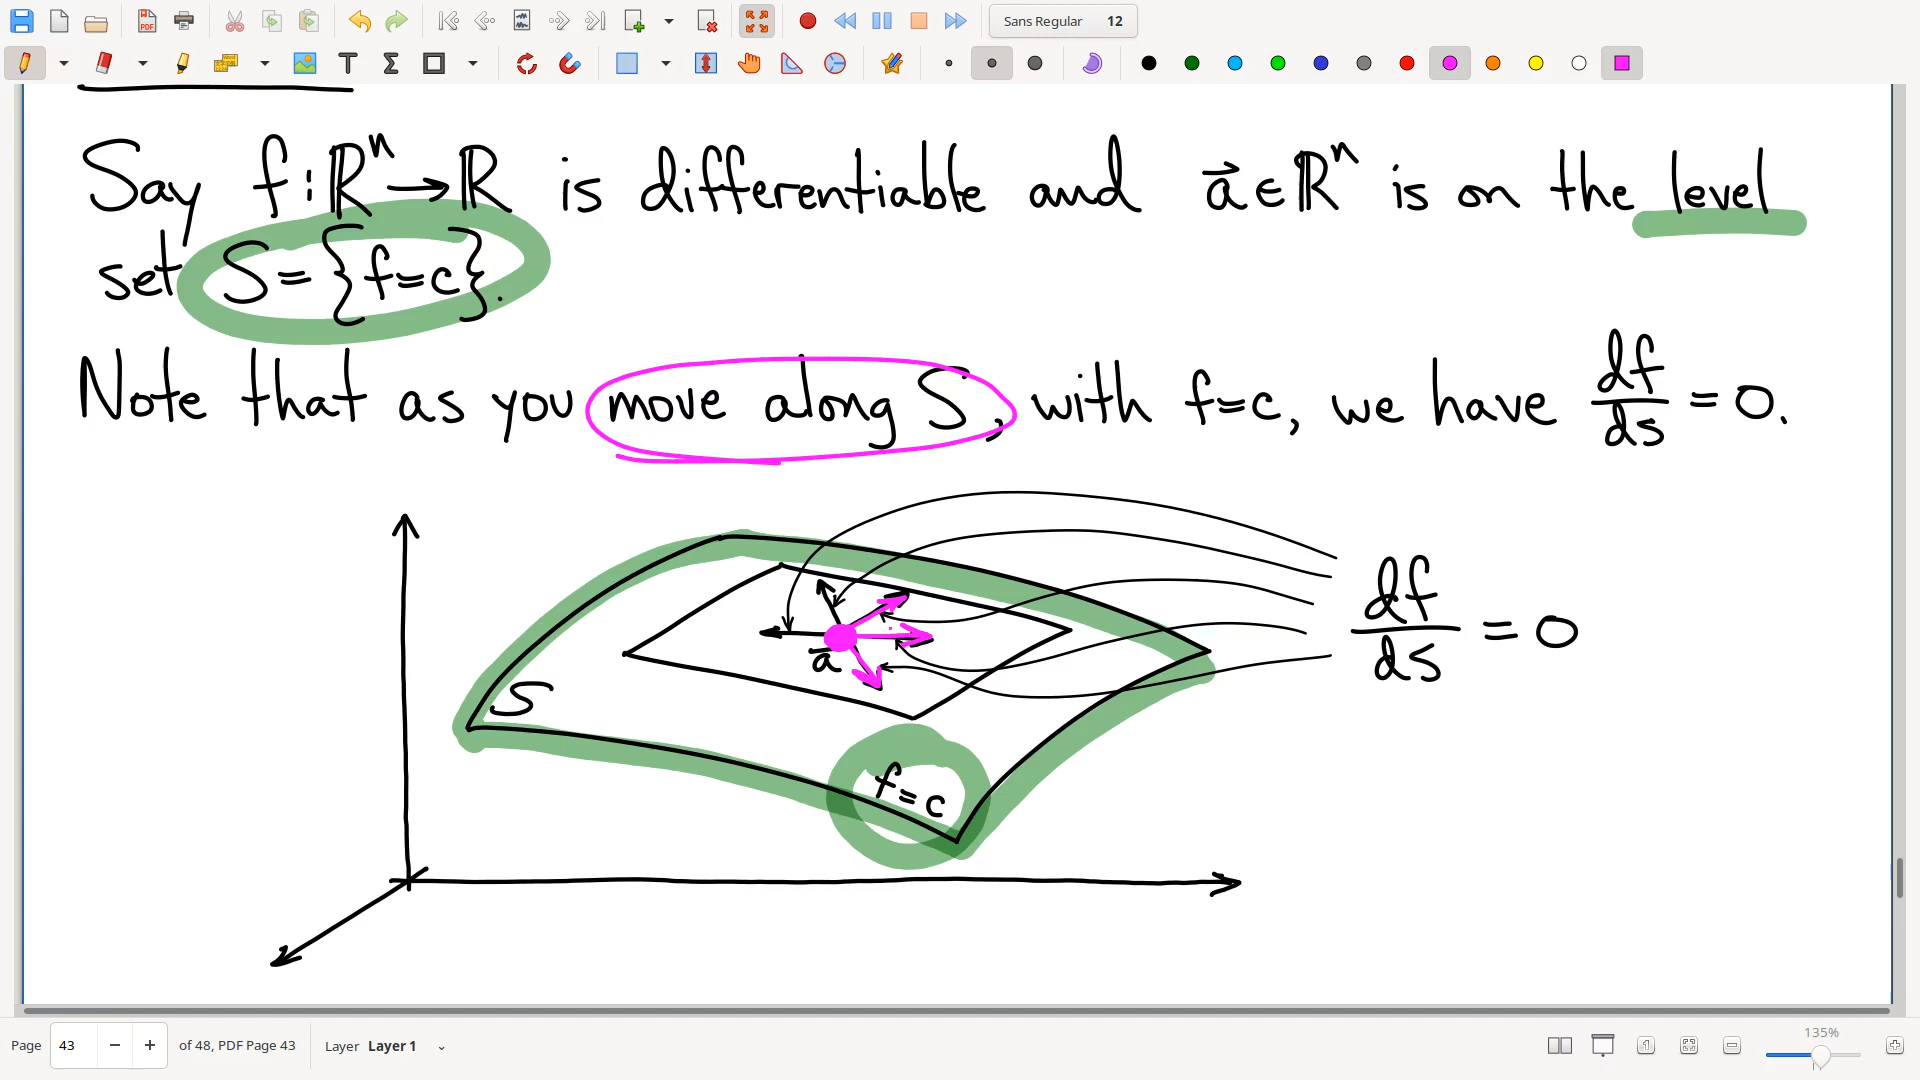 Sans Regular 12
Say f:ℝⁿ→ℝ is differentiable and a⃗∈ℝⁿ is on the level
set S={f=c}.
Note that as you move along S, with f=c, we have df/ds = 0.
df/ds = 0
a⃗
S
f=c
Page 43 − + of 48, PDF Page 43 Layer Layer 1 135%